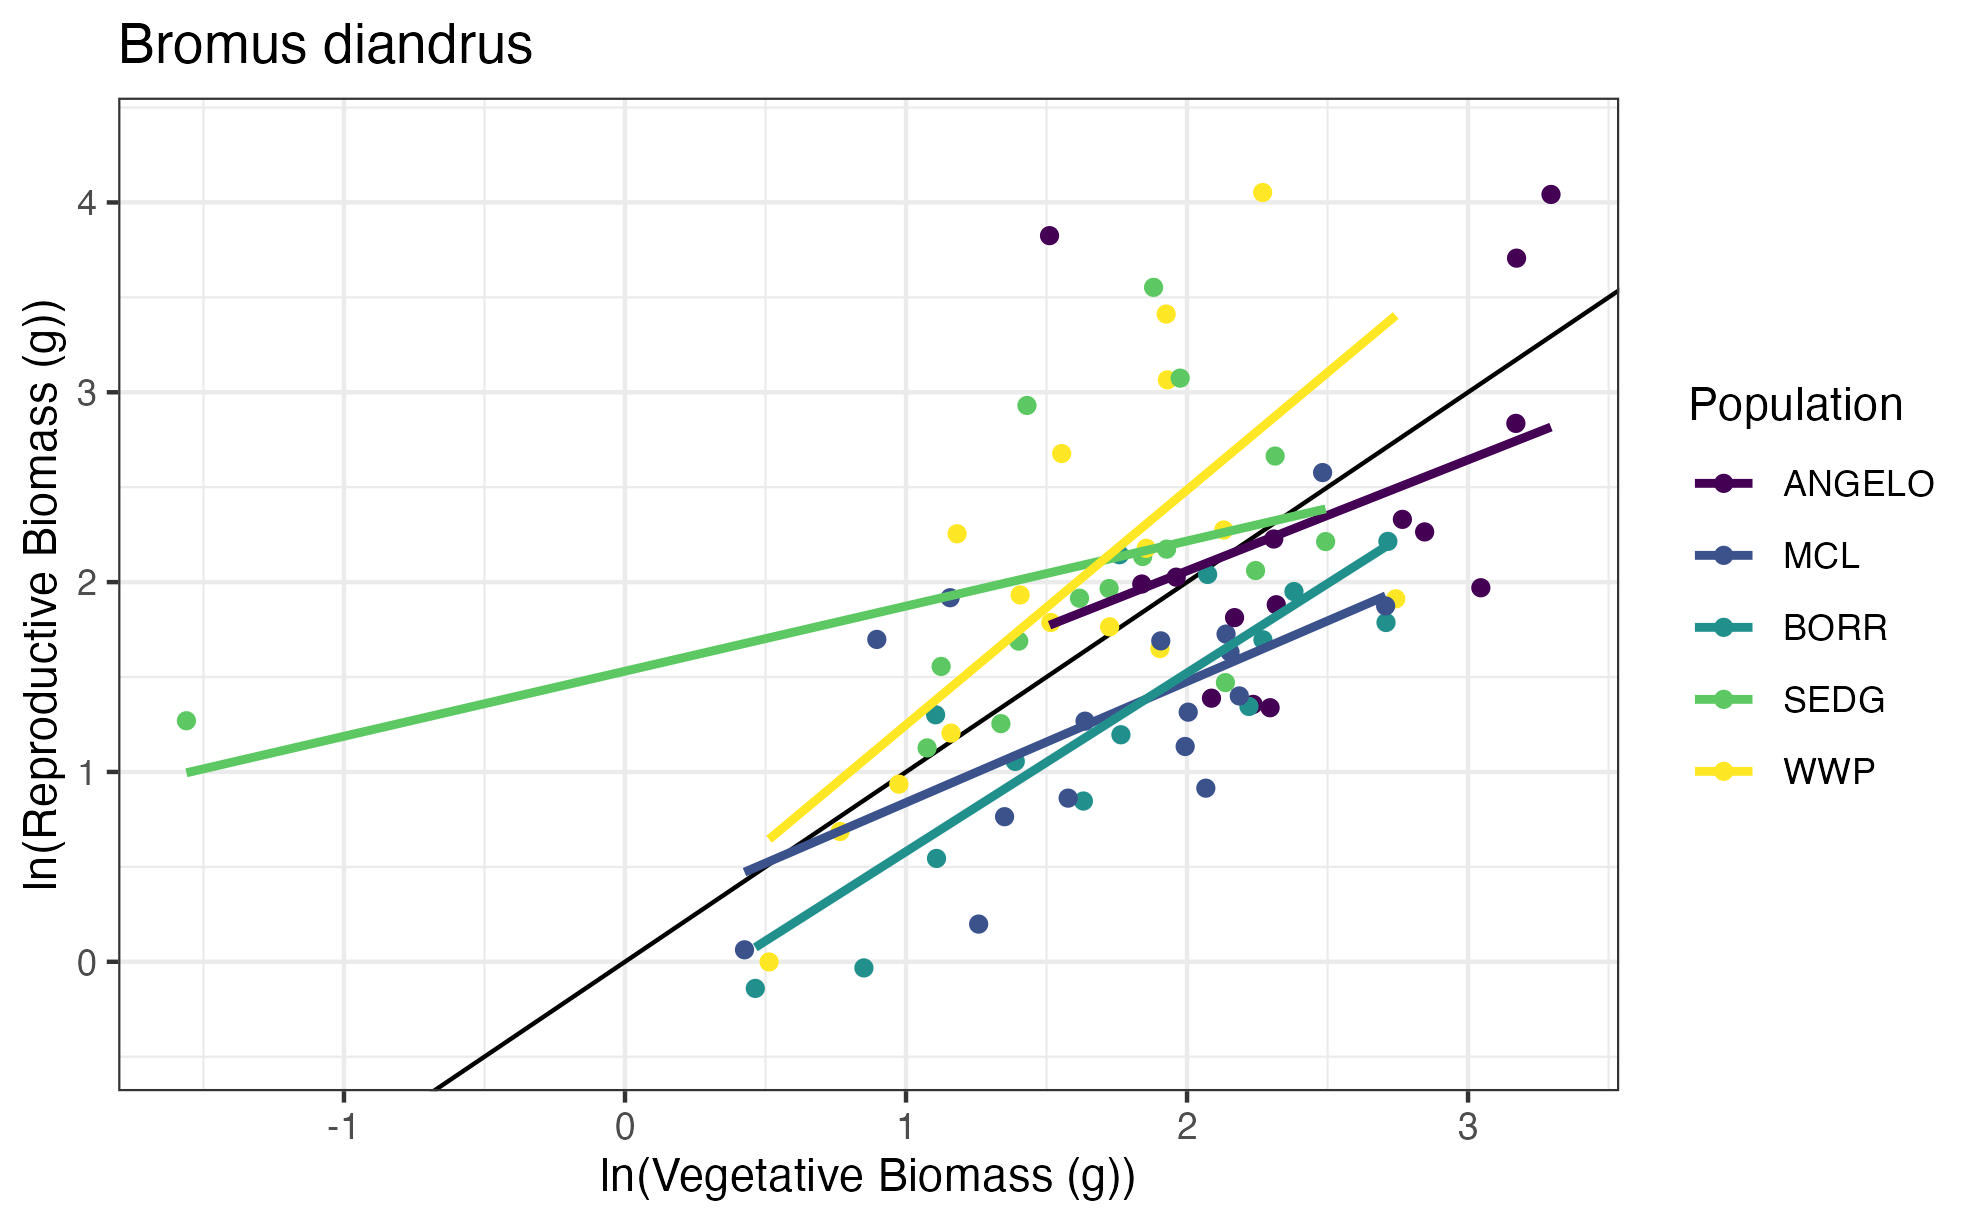 Bromus diandrus
ln(Reproductive Biomass (g))
4
3
2
1
0
-1
0
1
2
3
ln(Vegetative Biomass (g))
Population
ANGELO
MCL
BORR
SEDG
WWP